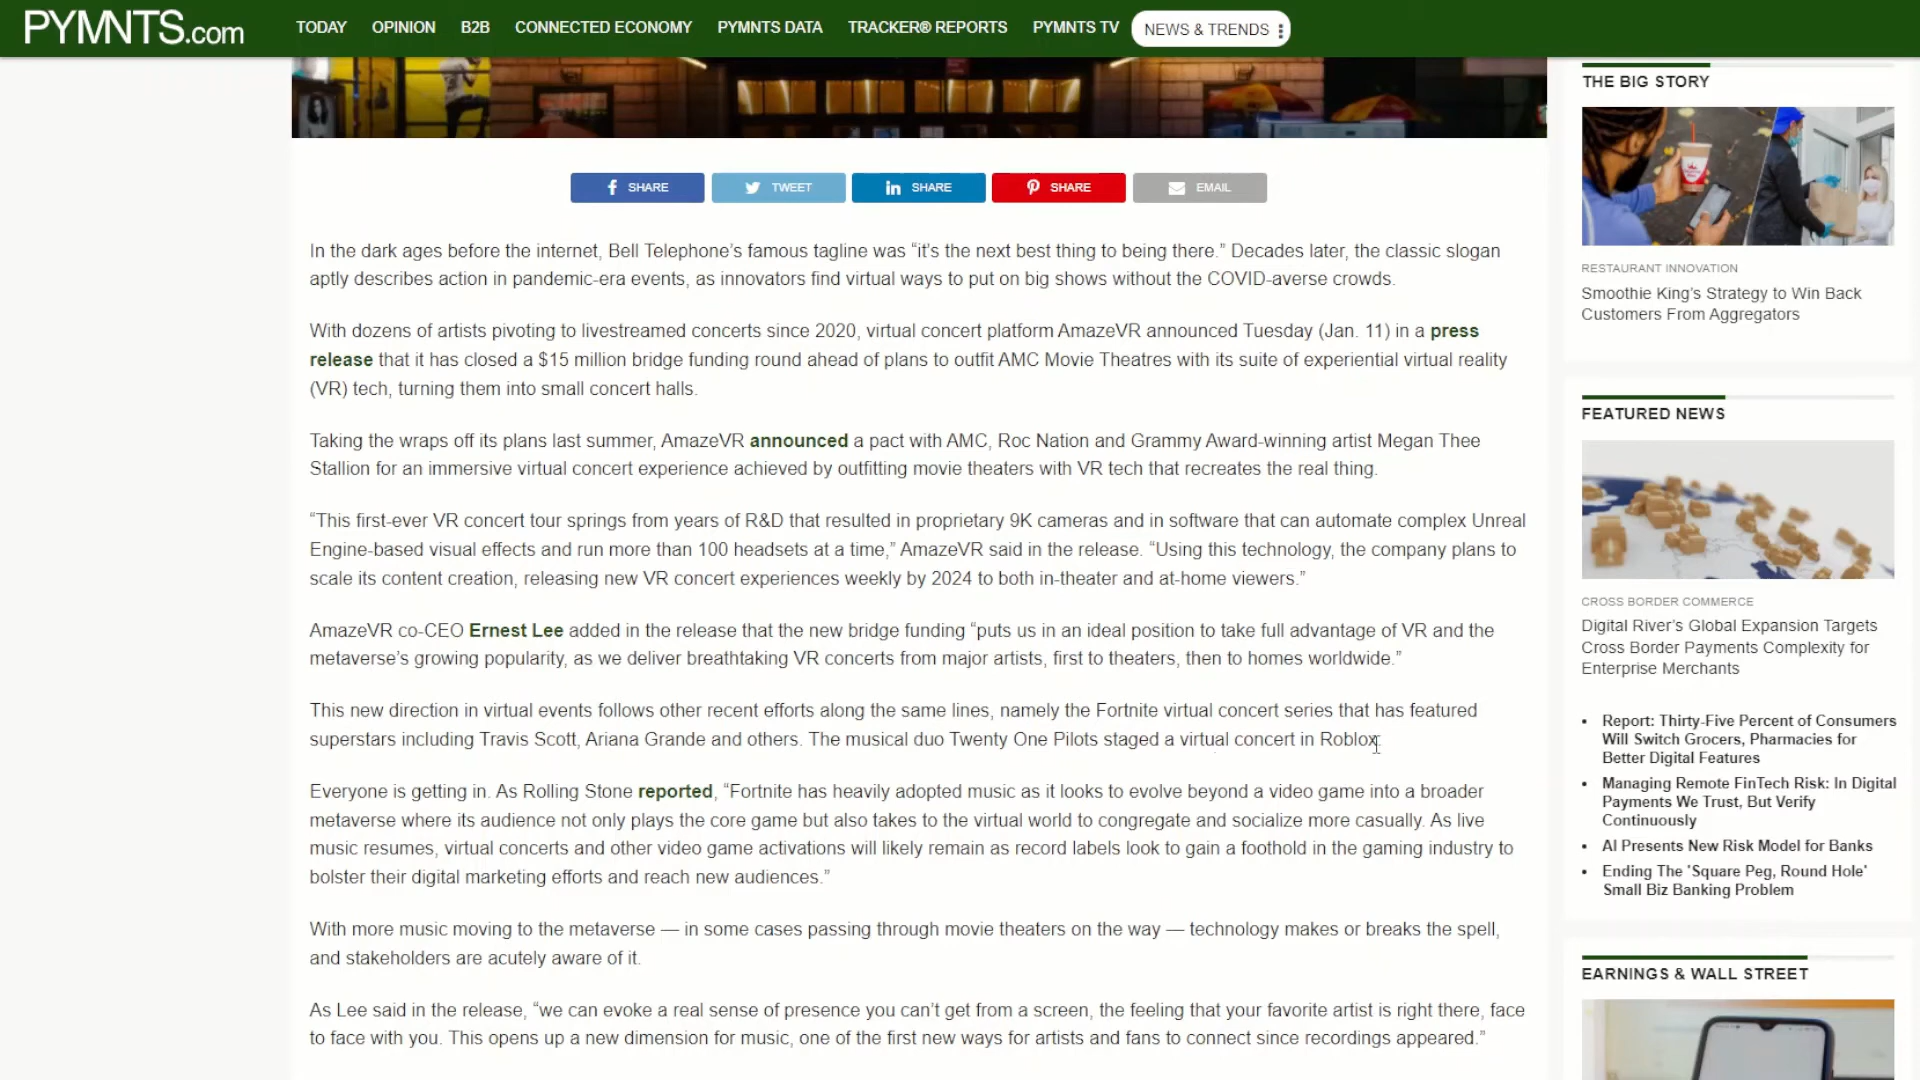 PYMNTS.com
TODAY OPINION B2B CONNECTED ECONOMY PYMNTS DATA TRACKER® REPORTS PYMNTS TV NEWS & TRENDS
SHARE TWEET SHARE SHARE EMAIL
In the dark ages before the internet, Bell Telephone’s famous tagline was “it’s the next best thing to being there.” Decades later, the classic slogan
aptly describes action in pandemic-era events, as innovators find virtual ways to put on big shows without the COVID-averse crowds.
With dozens of artists pivoting to livestreamed concerts since 2020, virtual concert platform AmazeVR announced Tuesday (Jan. 11) in a press
release that it has closed a $15 million bridge funding round ahead of plans to outfit AMC Movie Theatres with its suite of experiential virtual reality
(VR) tech, turning them into small concert halls.
Taking the wraps off its plans last summer, AmazeVR announced a pact with AMC, Roc Nation and Grammy Award-winning artist Megan Thee
Stallion for an immersive virtual concert experience achieved by outfitting movie theaters with VR tech that recreates the real thing.
“This first-ever VR concert tour springs from years of R&D that resulted in proprietary 9K cameras and in software that can automate complex Unreal
Engine-based visual effects and run more than 100 headsets at a time,” AmazeVR said in the release. “Using this technology, the company plans to
scale its content creation, releasing new VR concert experiences weekly by 2024 to both in-theater and at-home viewers.”
AmazeVR co-CEO Ernest Lee added in the release that the new bridge funding “puts us in an ideal position to take full advantage of VR and the
metaverse’s growing popularity, as we deliver breathtaking VR concerts from major artists, first to theaters, then to homes worldwide.”
This new direction in virtual events follows other recent efforts along the same lines, namely the Fortnite virtual concert series that has featured
superstars including Travis Scott, Ariana Grande and others. The musical duo Twenty One Pilots staged a virtual concert in Roblox.
Everyone is getting in. As Rolling Stone reported, “Fortnite has heavily adopted music as it looks to evolve beyond a video game into a broader
metaverse where its audience not only plays the core game but also takes to the virtual world to congregate and socialize more casually. As live
music resumes, virtual concerts and other video game activations will likely remain as record labels look to gain a foothold in the gaming industry to
bolster their digital marketing efforts and reach new audiences.”
With more music moving to the metaverse — in some cases passing through movie theaters on the way — technology makes or breaks the spell,
and stakeholders are acutely aware of it.
As Lee said in the release, “we can evoke a real sense of presence you can’t get from a screen, the feeling that your favorite artist is right there, face
to face with you. This opens up a new dimension for music, one of the first new ways for artists and fans to connect since recordings appeared.”
THE BIG STORY
RESTAURANT INNOVATION
Smoothie King’s Strategy to Win Back
Customers From Aggregators
FEATURED NEWS
CROSS BORDER COMMERCE
Digital River’s Global Expansion Targets
Cross Border Payments Complexity for
Enterprise Merchants
Report: Thirty-Five Percent of Consumers
Will Switch Grocers, Pharmacies for
Better Digital Features
Managing Remote FinTech Risk: In Digital
Payments We Trust, But Verify
Continuously
AI Presents New Risk Model for Banks
Ending The ‘Square Peg, Round Hole’
Small Biz Banking Problem
EARNINGS & WALL STREET